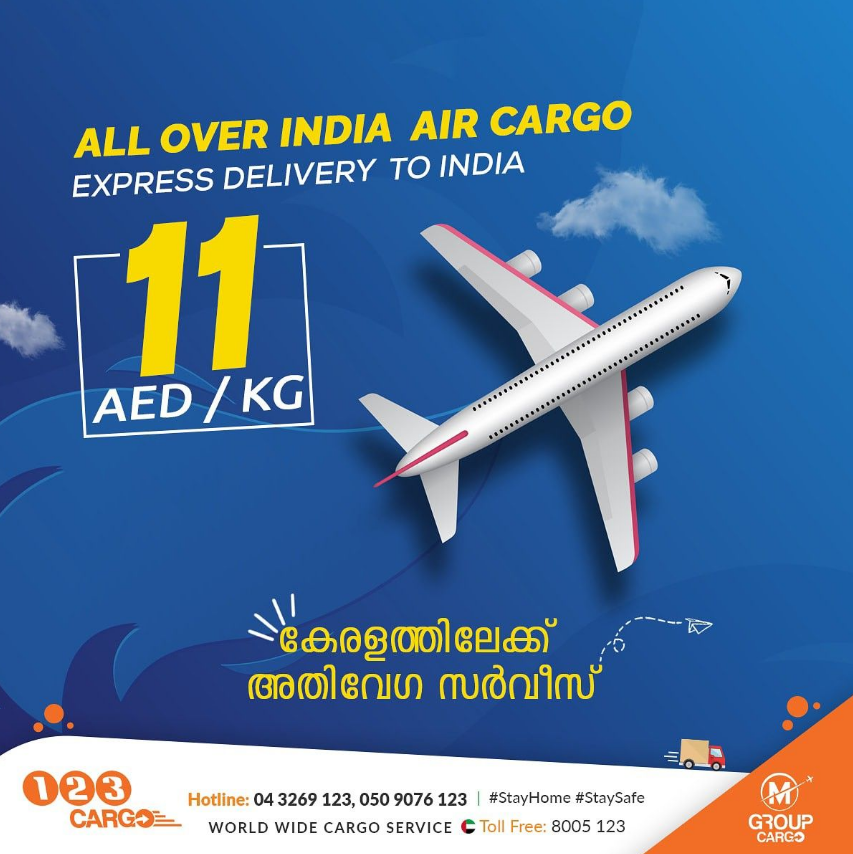 ALL OVER INDIA AIR CARGO
EXPRESS DELIVERY TO INDIA
11
AED / KG
കേരളത്തിലേക്ക്
അതിവേഗ സർവീസ്
123
CARGO
Hotline: 04 3269 123, 050 9076 123 | #StayHome #StaySafe
WORLD WIDE CARGO SERVICE Toll Free: 8005 123
M
GROUP
CARGO